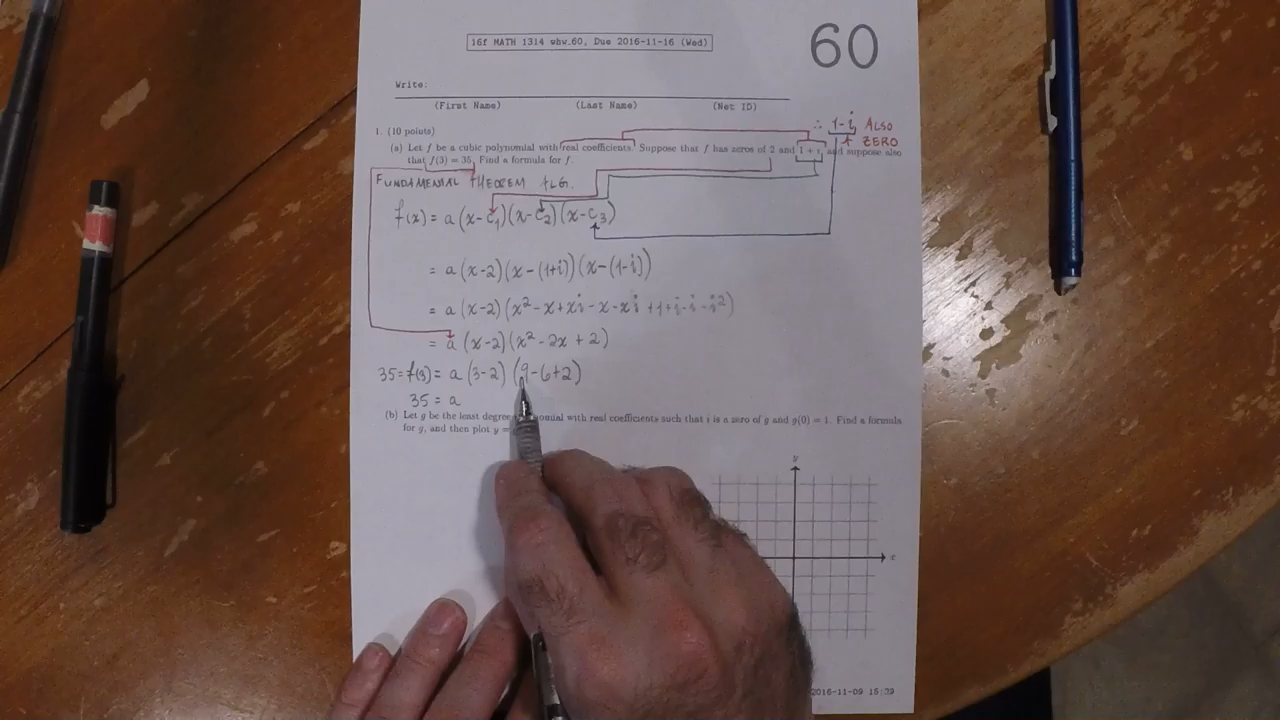 16f MATH 1314 whw.60, Due 2016-11-16 (Wed)
60
Write:
(First Name) (Last Name) (Net ID)
1. (10 points)
∴ 1-i ALSO
ZERO
(a) Let f be a cubic polynomial with real coefficients. Suppose that f has zeros of 2 and 1 + i, and suppose also
that f(3) = 35. Find a formula for f.
FUNDAMENTAL THEOREM ALG.
f(x) = a (x-c₁)(x-c₂)(x-c₃)
= a (x-2)(x-(1+i))(x-(1-i))
= a (x-2)(x²-x+xi-x-xi+1+i-i-i²)
= a (x-2)(x²-2x+2)
35=f(3)= a (3-2) (9-6+2)
35 = a
(b) Let g be the least degree with real coefficients such that i is a zero of g and g(0) = 1. Find a formula
for g, and then plot y =
y
x
2016-11-09 15: